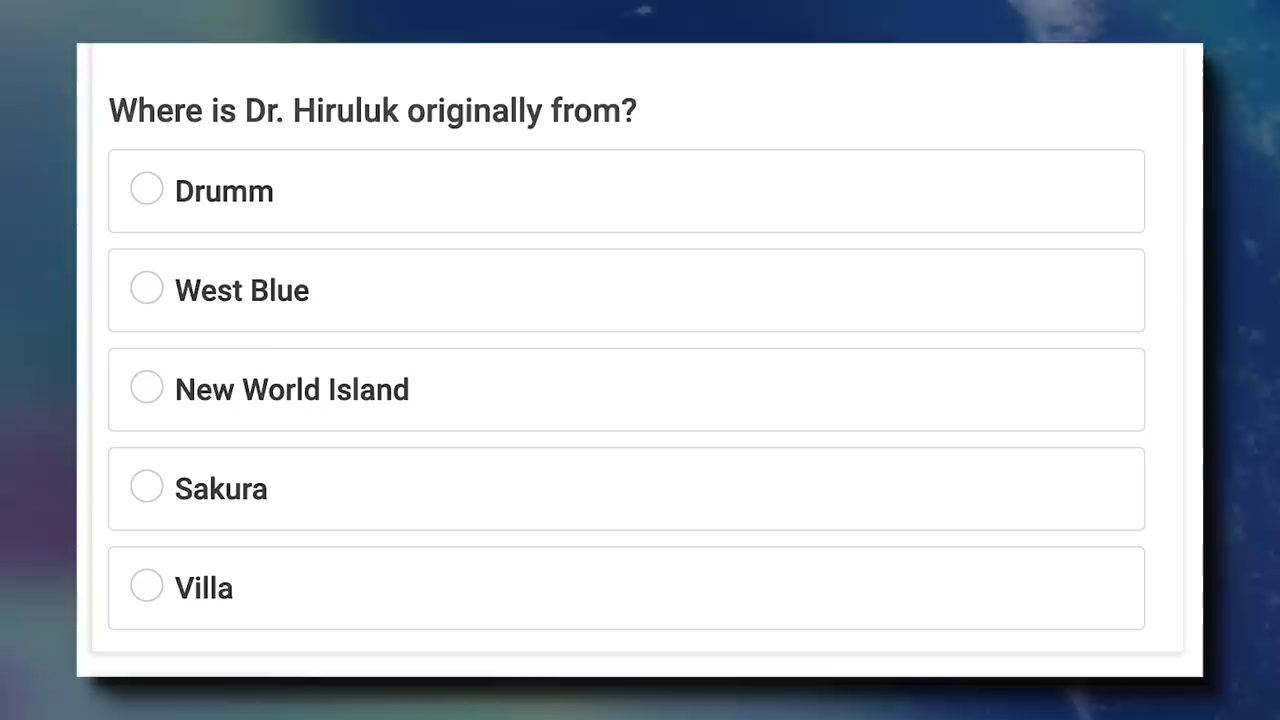 Where is Dr. Hiruluk originally from?
Drumm
West Blue
New World Island
Sakura
Villa